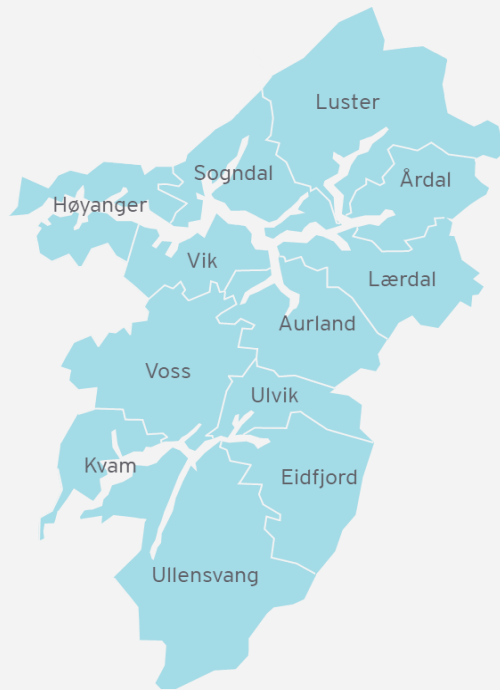 Luster
Sogndal
Årdal
Høyanger
Vik
Lærdal
Aurland
Voss
Ulvik
Kvam
Eidfjord
Ullensvang